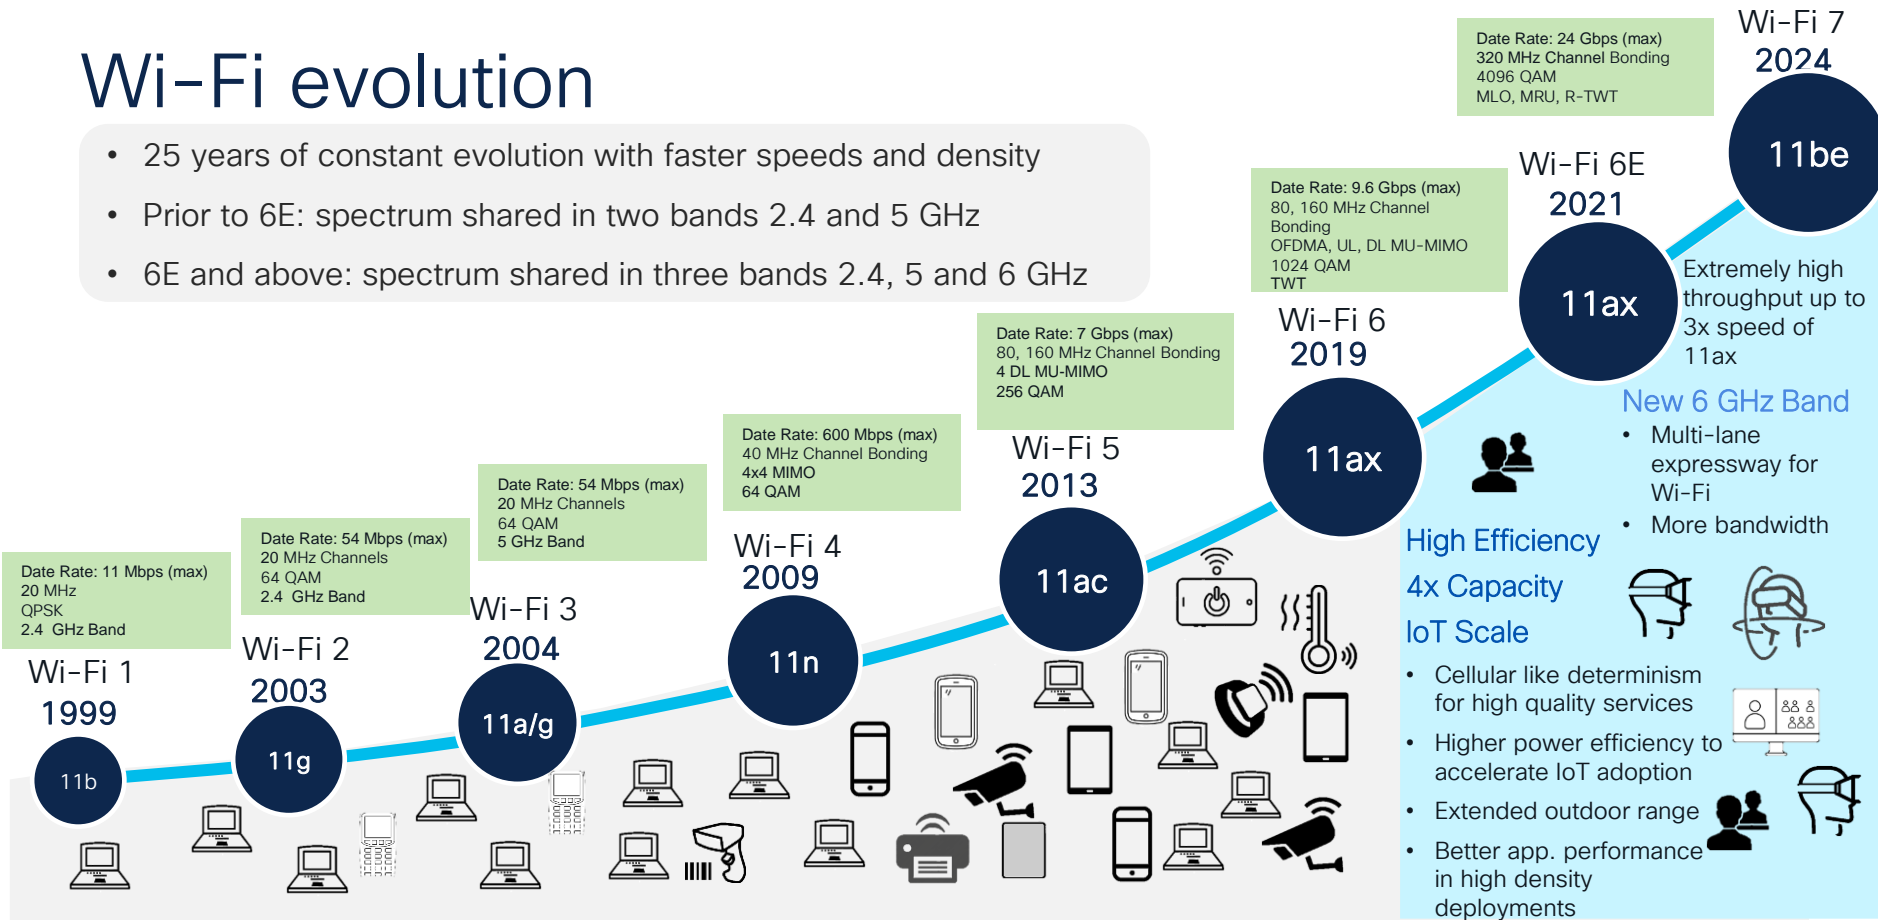 Wi-Fi evolution
• 25 years of constant evolution with faster speeds and density
• Prior to 6E: spectrum shared in two bands 2.4 and 5 GHz
• 6E and above: spectrum shared in three bands 2.4, 5 and 6 GHz
Date Rate: 11 Mbps (max)
20 MHz
QPSK
2.4 GHz Band
Wi-Fi 1
1999
11b
Date Rate: 54 Mbps (max)
20 MHz Channels
64 QAM
2.4 GHz Band
Wi-Fi 2
2003
11g
Date Rate: 54 Mbps (max)
20 MHz Channels
64 QAM
5 GHz Band
Wi-Fi 3
2004
11a/g
Date Rate: 600 Mbps (max)
40 MHz Channel Bonding
4x4 MIMO
64 QAM
Wi-Fi 4
2009
11n
Date Rate: 7 Gbps (max)
80, 160 MHz Channel Bonding
4 DL MU-MIMO
256 QAM
Wi-Fi 5
2013
11ac
Date Rate: 9.6 Gbps (max)
80, 160 MHz Channel
Bonding
OFDMA, UL, DL MU-MIMO
1024 QAM
TWT
Wi-Fi 6
2019
11ax
Wi-Fi 6E
2021
11ax
Date Rate: 24 Gbps (max)
320 MHz Channel Bonding
4096 QAM
MLO, MRU, R-TWT
Wi-Fi 7
2024
11be
Extremely high
throughput up to
3x speed of
11ax
New 6 GHz Band
• Multi-lane
expressway for
Wi-Fi
• More bandwidth
High Efficiency
4x Capacity
IoT Scale
• Cellular like determinism
for high quality services
• Higher power efficiency to
accelerate IoT adoption
• Extended outdoor range
• Better app. performance
in high density
deployments